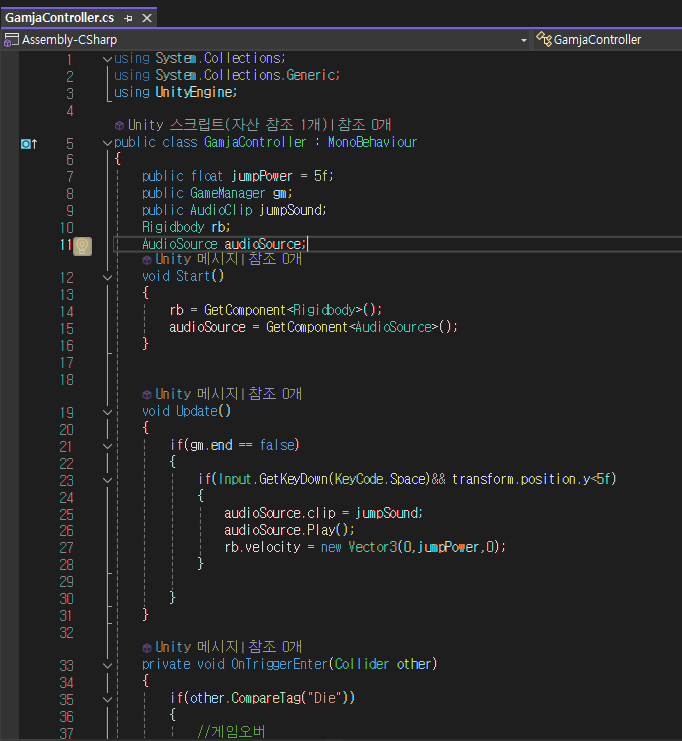 GamjaController.cs
Assembly-CSharp GamjaController
1 using System.Collections;
2 using System.Collections.Generic;
3 using UnityEngine;
4
Unity 스크립트(자산 참조 1개)|참조 0개
5 public class GamjaController : MonoBehaviour
6 {
7 public float jumpPower = 5f;
8 public GameManager gm;
9 public AudioClip jumpSound;
10 Rigidbody rb;
11 AudioSource audioSource;
Unity 메시지|참조 0개
12 void Start()
13 {
14 rb = GetComponent<Rigidbody>();
15 audioSource = GetComponent<AudioSource>();
16 }
17
18
Unity 메시지|참조 0개
19 void Update()
20 {
21 if(gm.end == false)
22 {
23 if(Input.GetKeyDown(KeyCode.Space)&& transform.position.y<5f)
24 {
25 audioSource.clip = jumpSound;
26 audioSource.Play();
27 rb.velocity = new Vector3(0,jumpPower,0);
28 }
29
30 }
31 }
32
Unity 메시지|참조 0개
33 private void OnTriggerEnter(Collider other)
34 {
35 if(other.CompareTag("Die"))
36 {
37 //게임오버